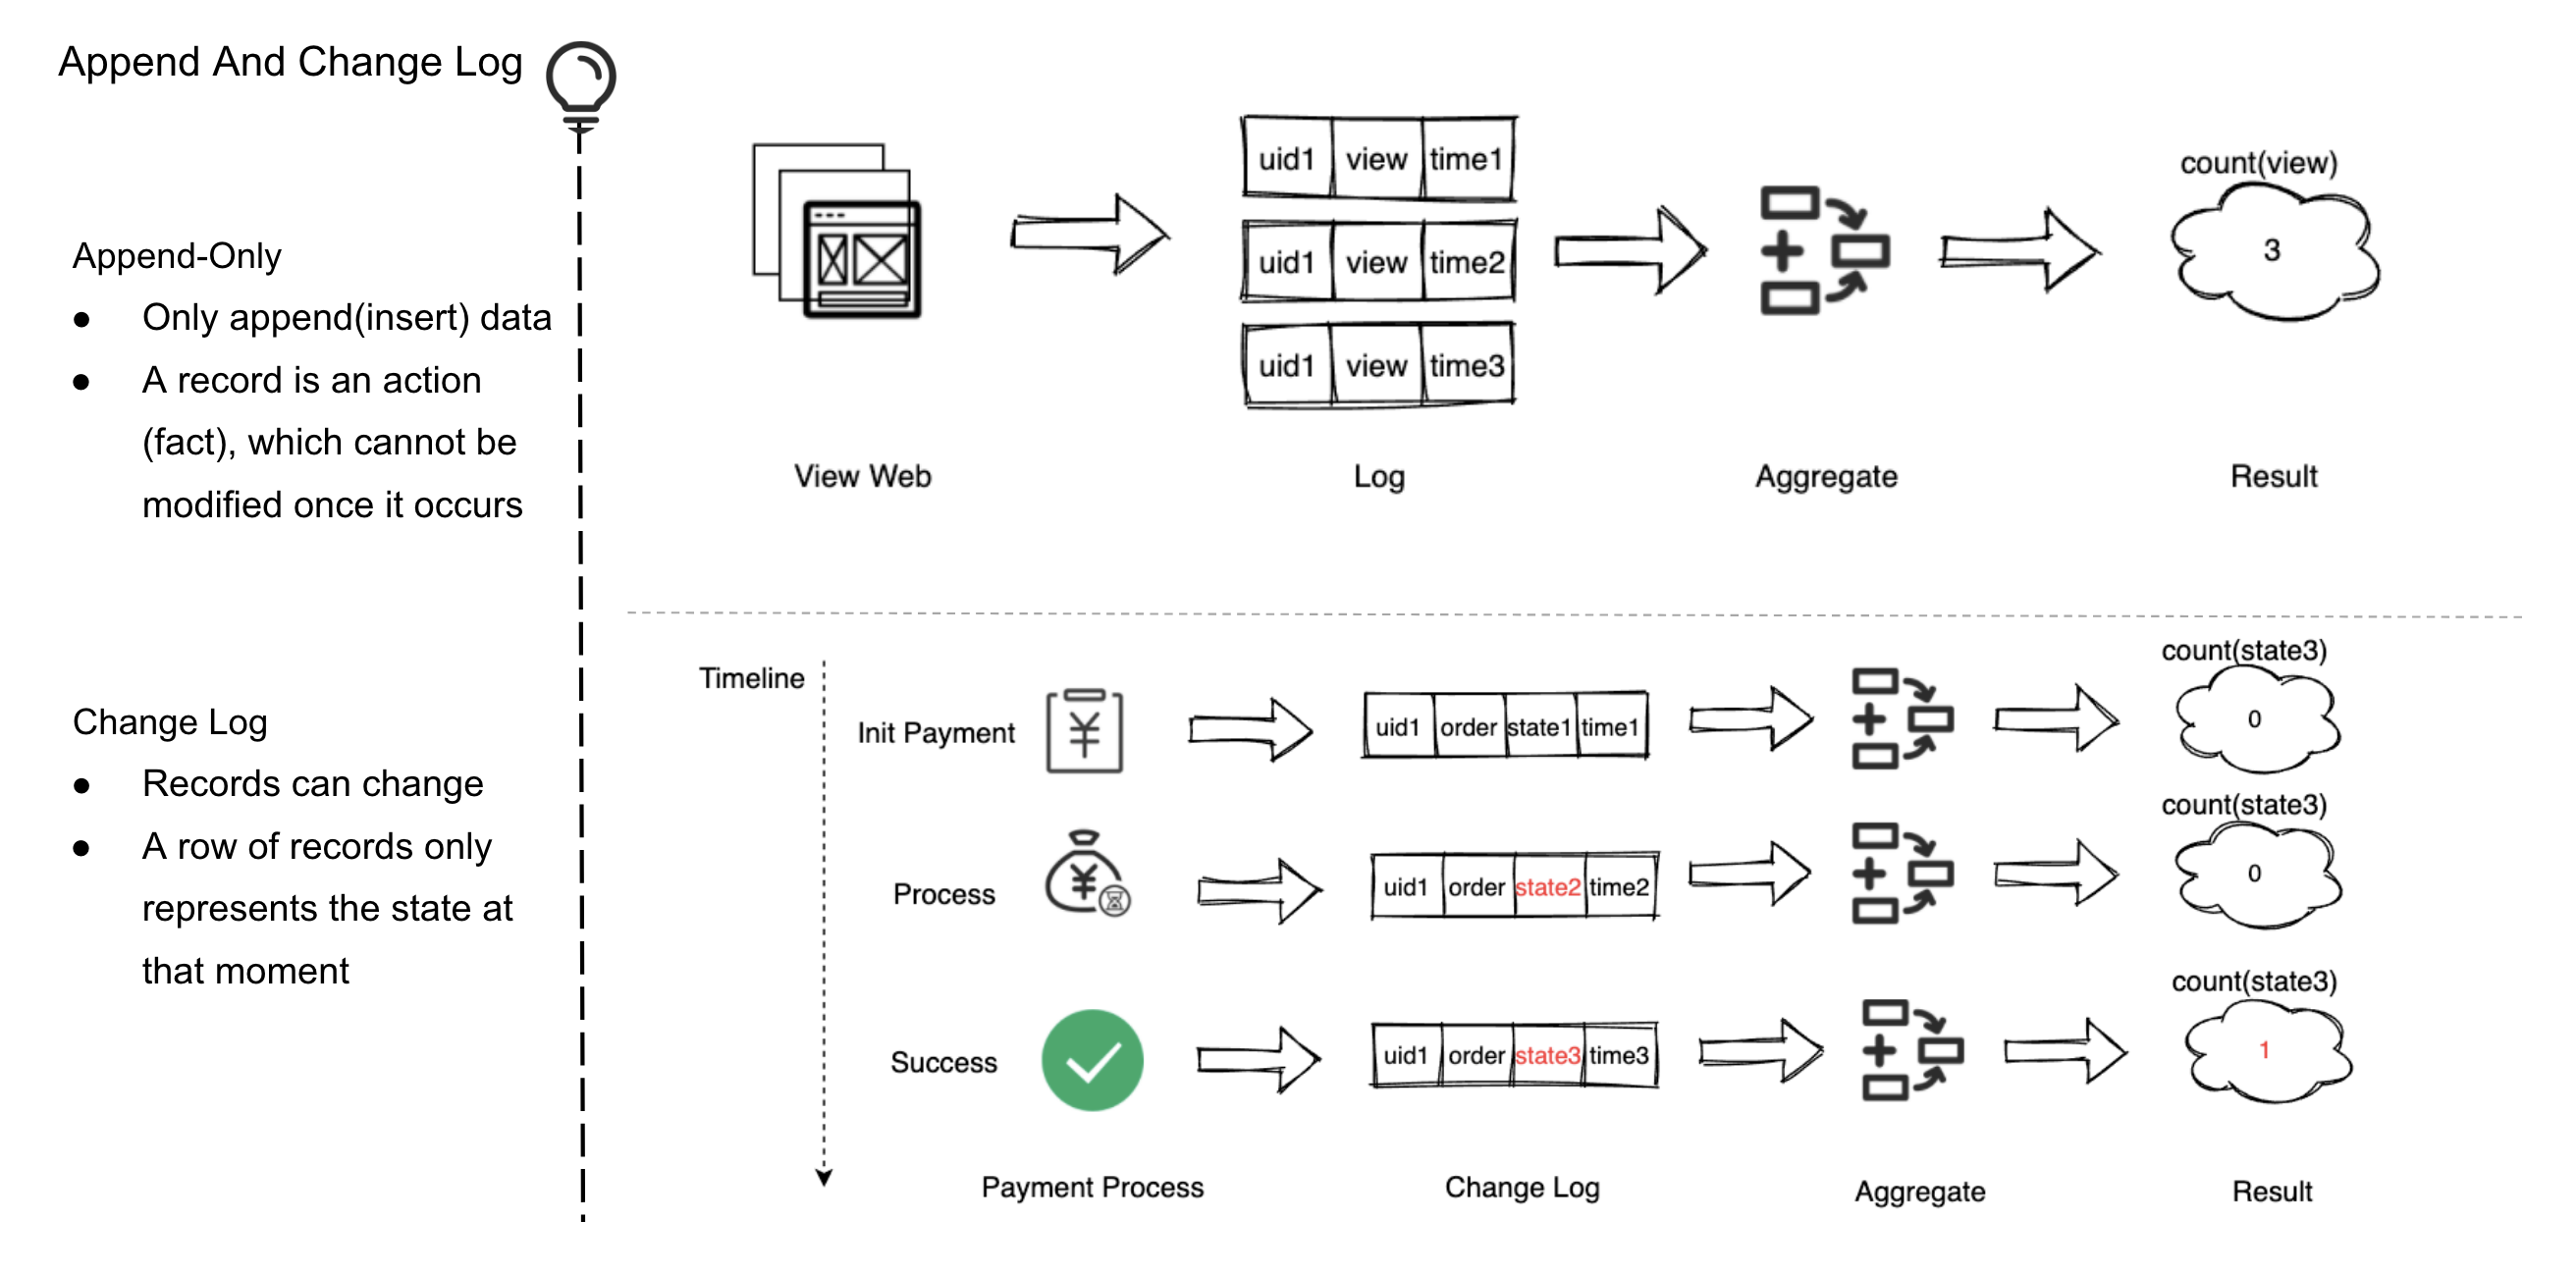 Append And Change Log
Append-Only
● Only append(insert) data
● A record is an action
(fact), which cannot be
modified once it occurs
Change Log
● Records can change
● A row of records only
represents the state at
that moment
uid1 view time1
uid1 view time2
uid1 view time3
count(view)
3
View Web
Log
Aggregate
Result
Timeline
Init Payment
¥
uid1 order state1 time1
count(state3)
0
Process
¥
uid1 order state2 time2
count(state3)
0
Success
uid1 order state3 time3
count(state3)
1
Payment Process
Change Log
Aggregate
Result